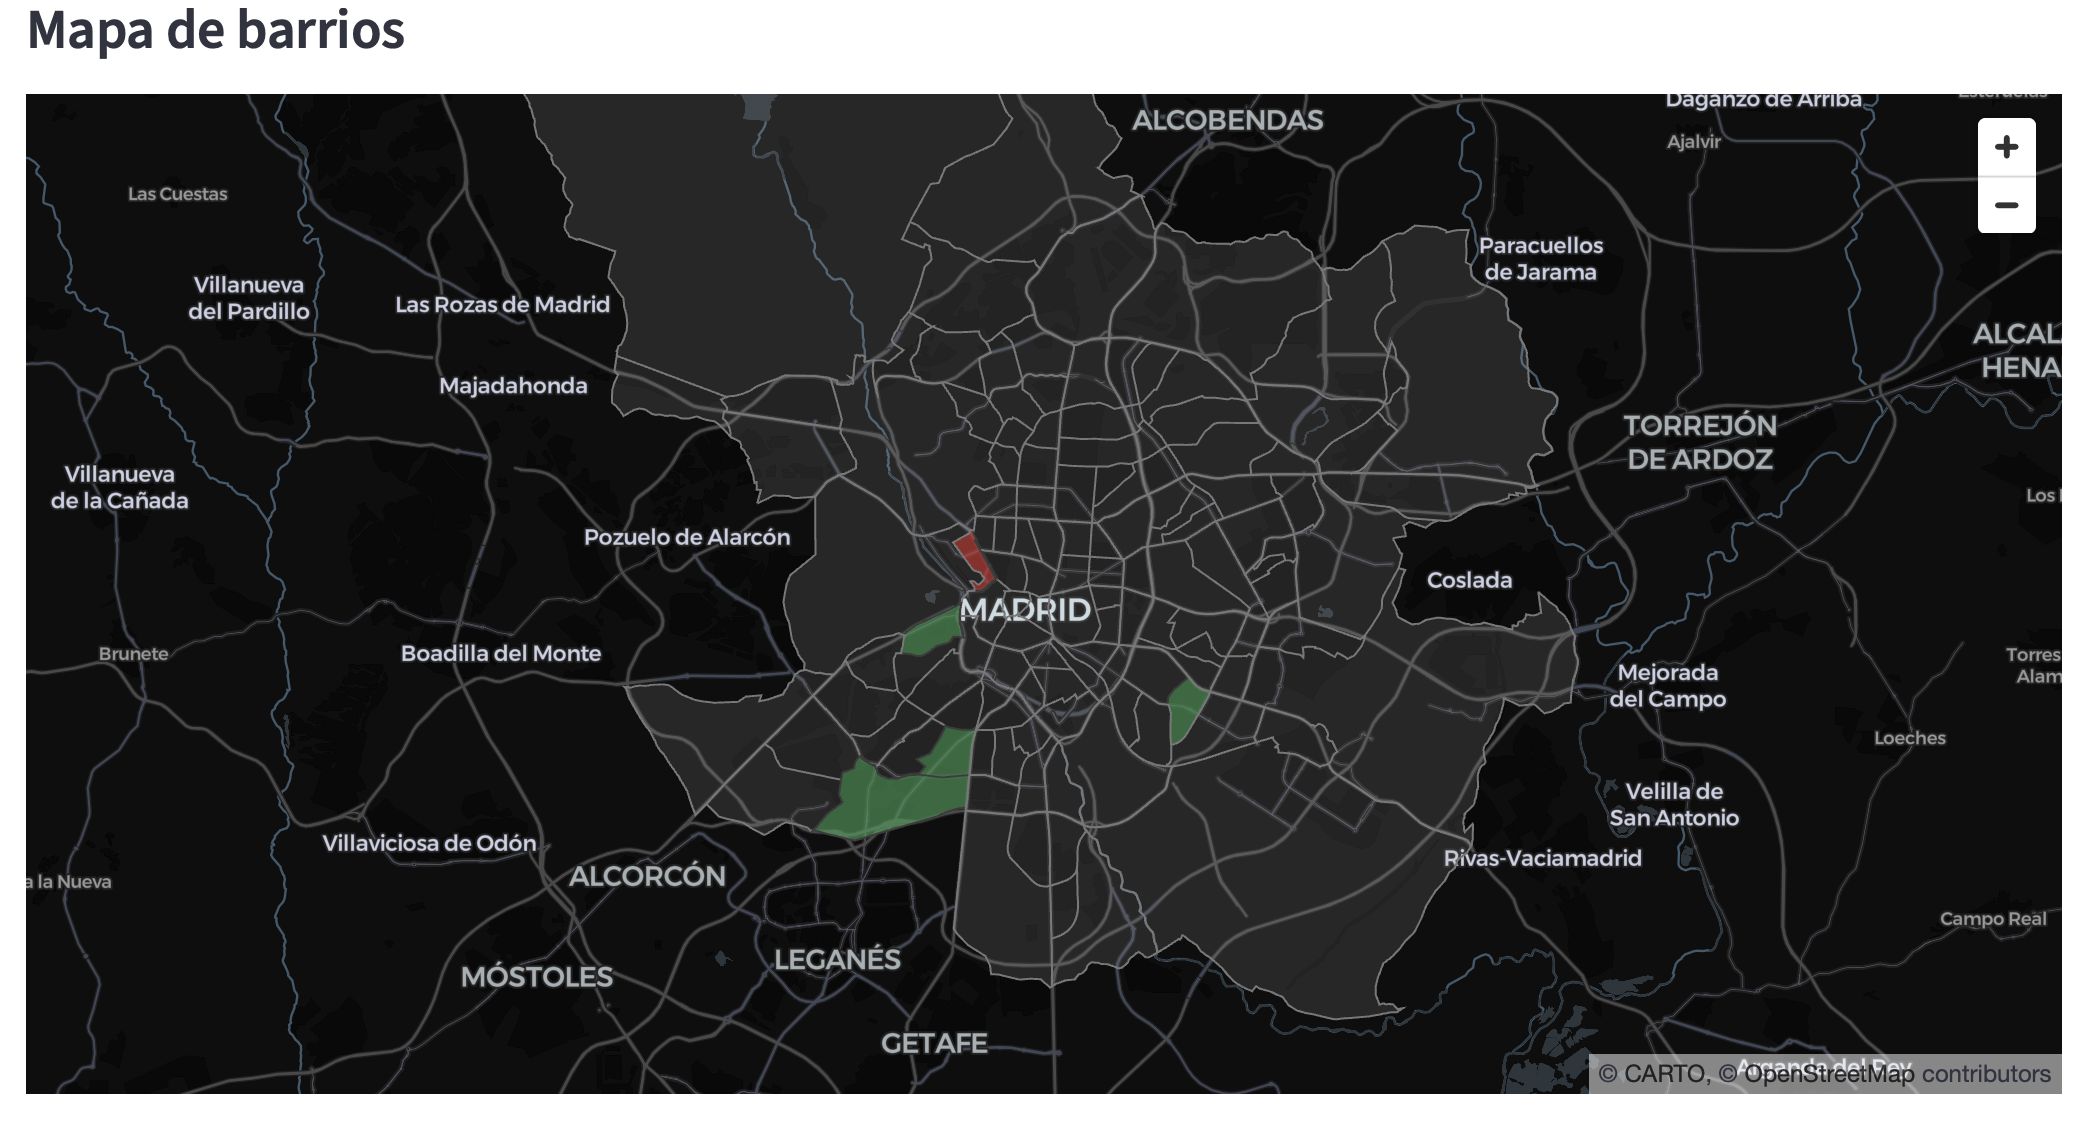 Mapa de barrios
ALCOBENDAS
Daganzo de Arriba
Ajalvir
+
−
Las Cuestas
Paracuellos
de Jarama
Villanueva
del Pardillo
Las Rozas de Madrid
ALCAL
HENA
Majadahonda
TORREJÓN
DE ARDOZ
Villanueva
de la Cañada
Los
Pozuelo de Alarcón
Coslada
MADRID
Brunete
Boadilla del Monte
Torres
Alam
Mejorada
del Campo
Loeches
Velilla de
San Antonio
Villaviciosa de Odón
Rivas-Vaciamadrid
ALCORCÓN
a la Nueva
Campo Real
LEGANÉS
MÓSTOLES
GETAFE
Arganda del Rey
© CARTO, © OpenStreetMap contributors